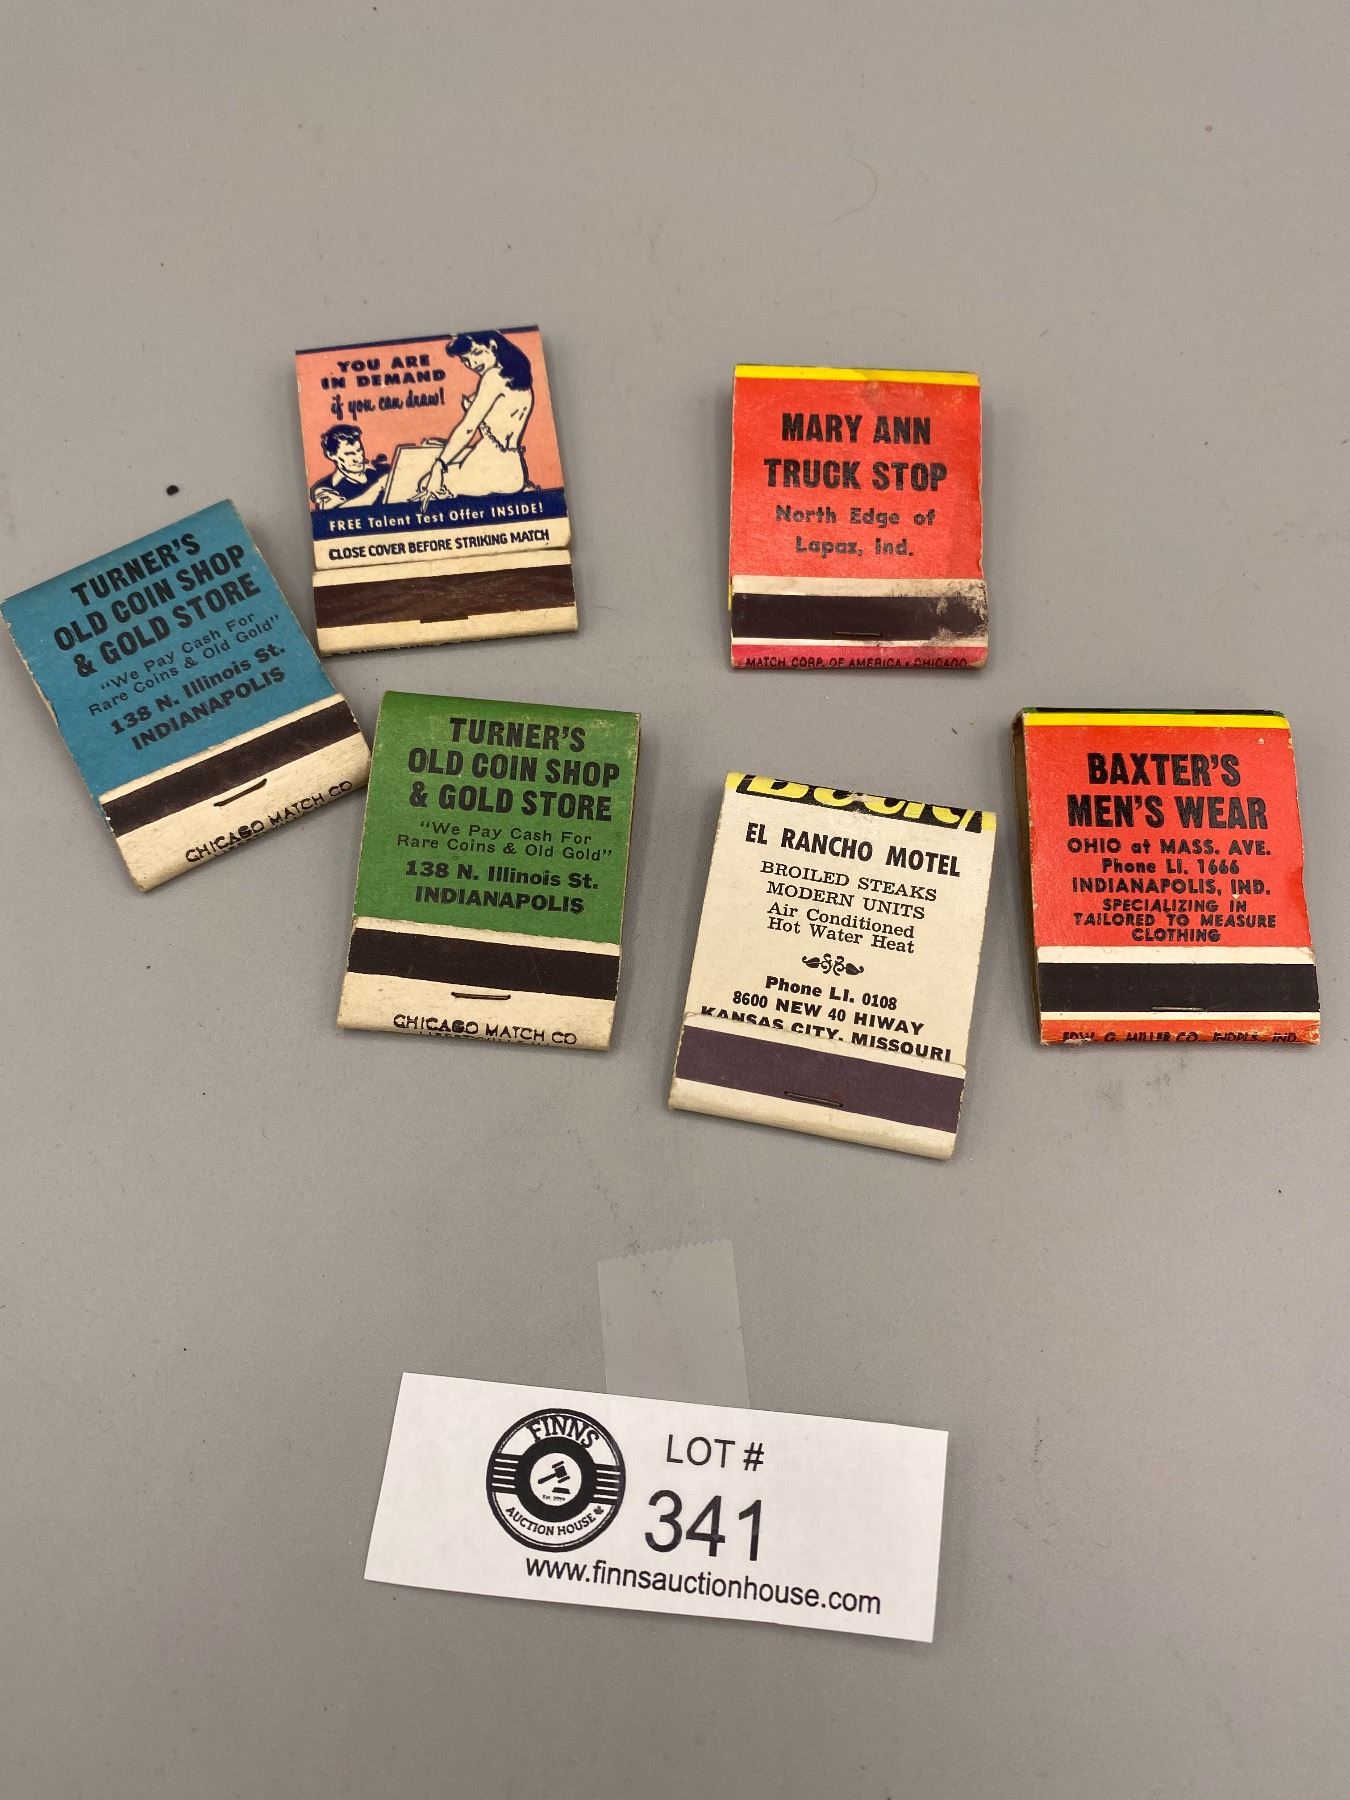 YOU ARE
IN DEMAND
if you can draw!
FREE Talent Test Offer INSIDE!
CLOSE COVER BEFORE STRIKING MATCH
MARY ANN
TRUCK STOP
North Edge of
Lapaz, Ind.
MATCH CORP. OF AMERICA • CHICAGO
TURNER'S
OLD COIN SHOP
& GOLD STORE
"We Pay Cash For
Rare Coins & Old Gold"
138 N. Illinois St.
INDIANAPOLIS
CHICAGO MATCH CO
TURNER'S
OLD COIN SHOP
& GOLD STORE
"We Pay Cash For
Rare Coins & Old Gold"
138 N. Illinois St.
INDIANAPOLIS
CHICAGO MATCH CO
EL RANCHO MOTEL
BROILED STEAKS
MODERN UNITS
Air Conditioned
Hot Water Heat
Phone LI. 0108
8600 NEW 40 HIWAY
KANSAS CITY, MISSOURI
BAXTER'S
MEN'S WEAR
OHIO at MASS. AVE.
Phone LI. 1666
INDIANAPOLIS, IND.
SPECIALIZING IN
TAILORED TO MEASURE
CLOTHING
EDW. G. MILLER CO., INDPLS., IND.
FINNS
AUCTION HOUSE
LOT #
341
www.finnsauctionhouse.com